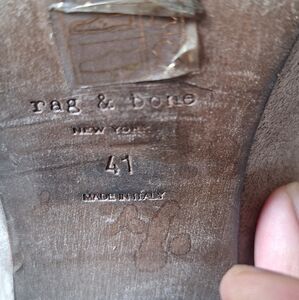 rag & bone
NEW YORK
41
MADE IN ITALY